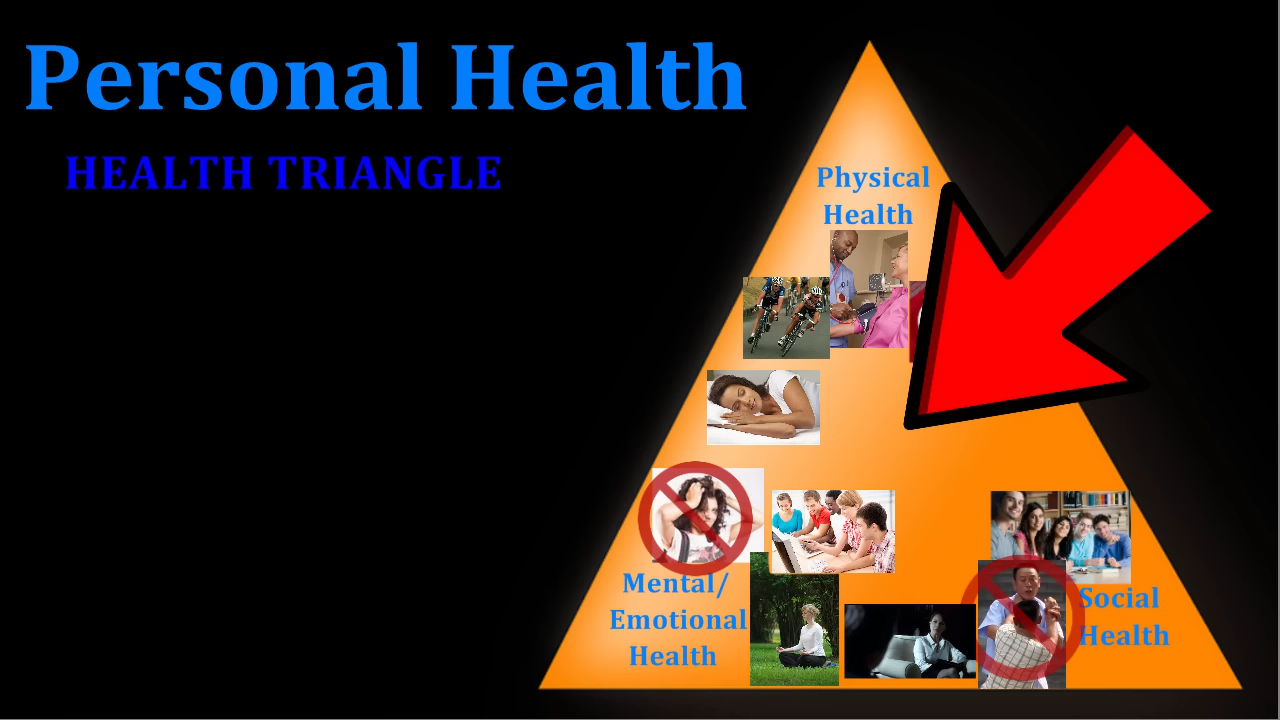 Personal Health
HEALTH TRIANGLE
Physical
Health
Mental/
Emotional
Health
Social
Health